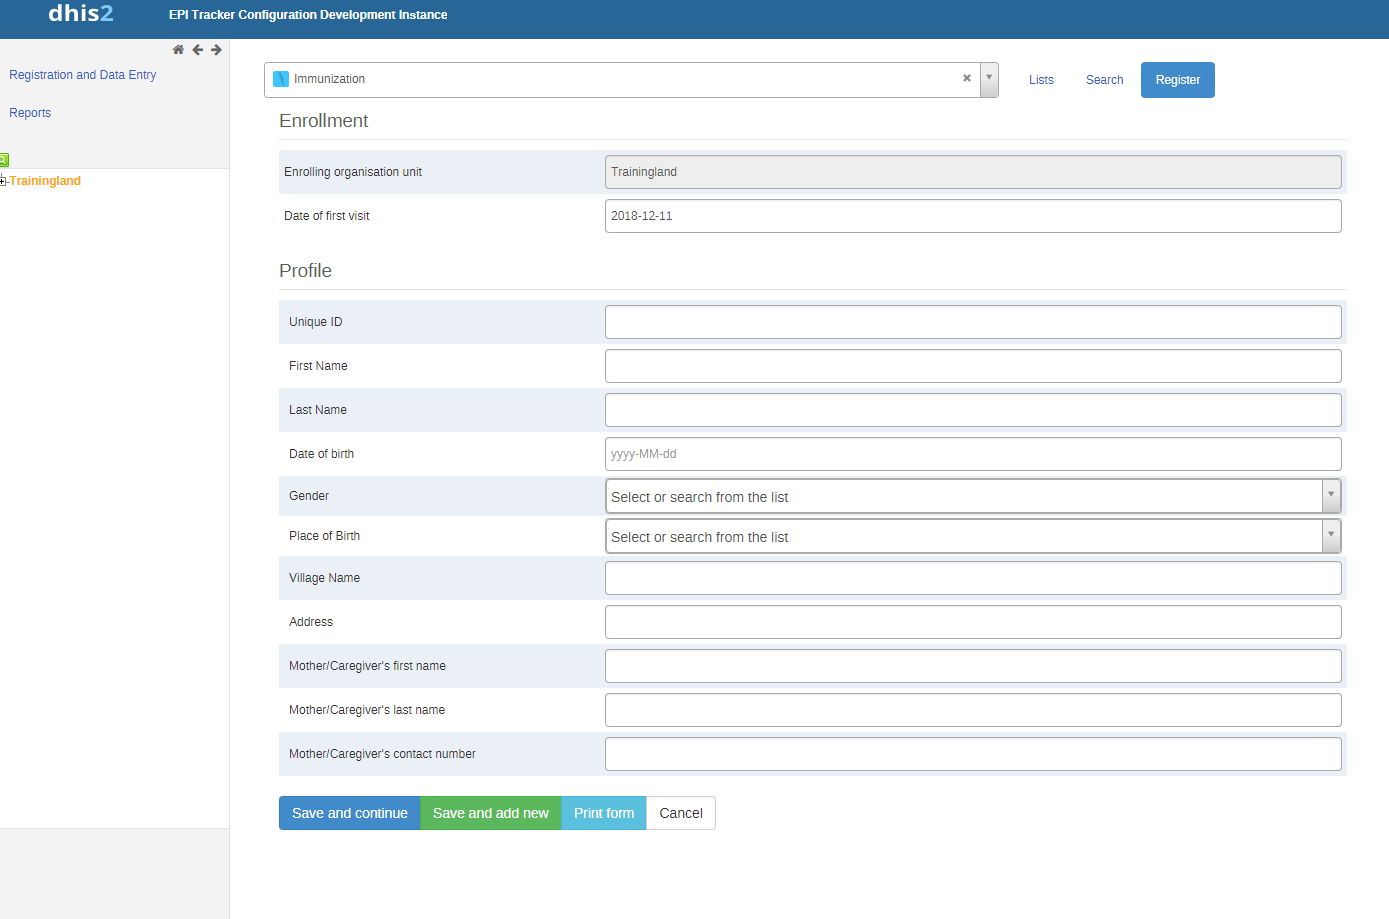 dhis2
EPI Tracker Configuration Development Instance
Registration and Data Entry
Reports
Trainingland
Immunization
Lists
Search
Register
Enrollment
Enrolling organisation unit
Trainingland
Date of first visit
2018-12-11
Profile
Unique ID
First Name
Last Name
Date of birth
yyyy-MM-dd
Gender
Select or search from the list
Place of Birth
Select or search from the list
Village Name
Address
Mother/Caregiver's first name
Mother/Caregiver's last name
Mother/Caregiver's contact number
Save and continue
Save and add new
Print form
Cancel